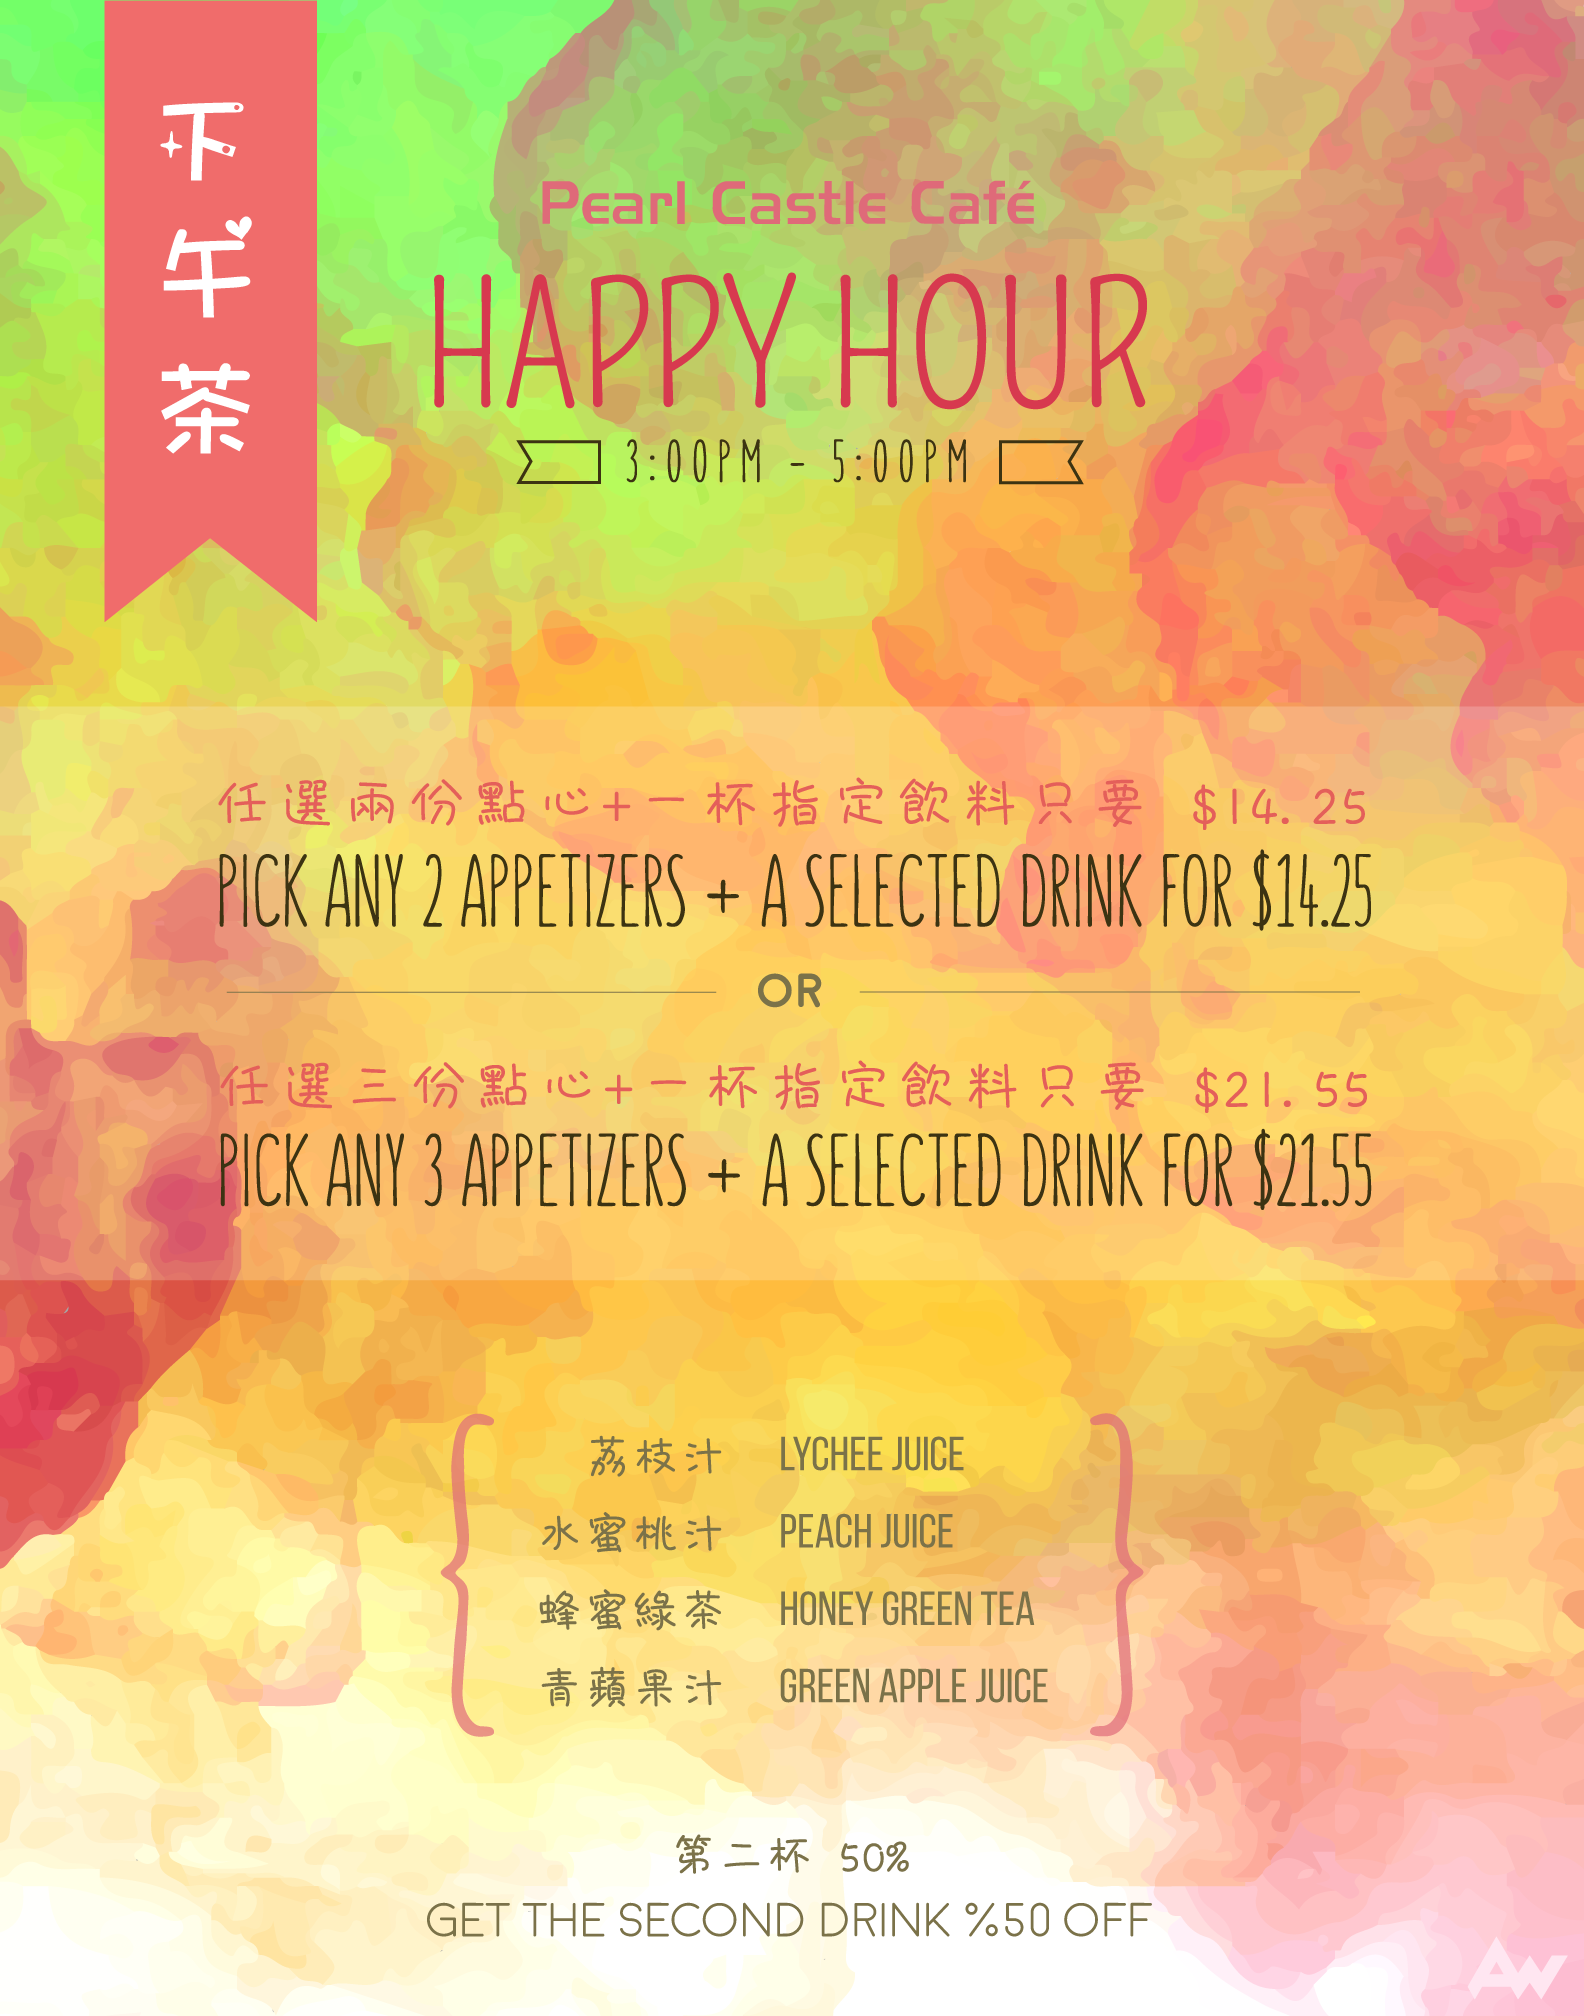 下午茶
Pearl Castle Café
HAPPY HOUR
3:00PM - 5:00PM
任選兩份點心+一杯指定飲料只要 $14.25
PICK ANY 2 APPETIZERS + A SELECTED DRINK FOR $14.25
OR
任選三份點心+一杯指定飲料只要 $21.55
PICK ANY 3 APPETIZERS + A SELECTED DRINK FOR $21.55
荔枝汁 LYCHEE JUICE
水蜜桃汁 PEACH JUICE
蜂蜜綠茶 HONEY GREEN TEA
青蘋果汁 GREEN APPLE JUICE
第二杯 50%
GET THE SECOND DRINK %50 OFF
AW